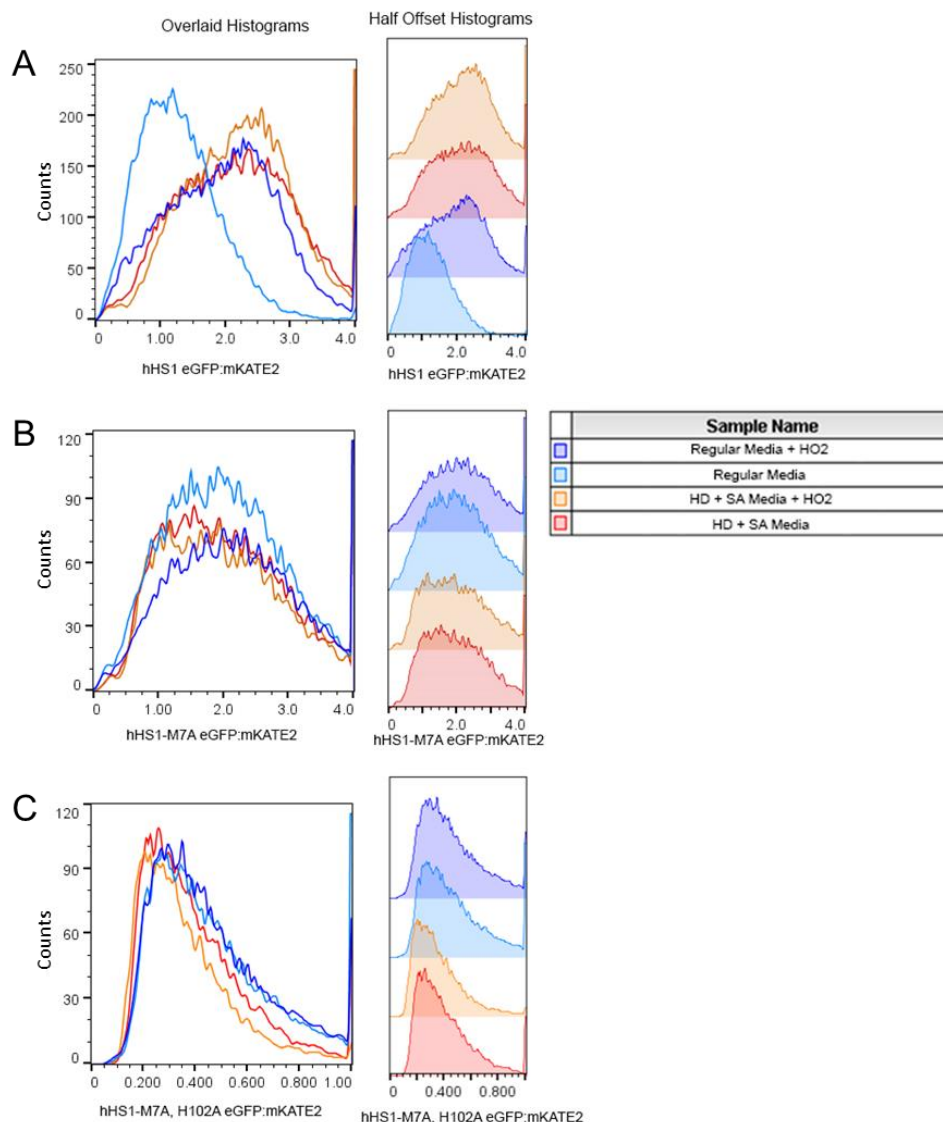 Overlaid Histograms
Half Offset Histograms
A
250
200
150
100
50
0
Counts
0 1.00 2.0 3.0 4.0
hHS1 eGFP:mKATE2
0 2.0 4.0
hHS1 eGFP:mKATE2
B
120
90
60
30
0
Counts
0 1.00 2.0 3.0 4.0
hHS1-M7A eGFP:mKATE2
0 2.0 4.0
hHS1-M7A eGFP:mKATE2
Sample Name
Regular Media + HO2
Regular Media
HD + SA Media + HO2
HD + SA Media
C
120
90
60
30
0
Counts
0 0.200 0.400 0.600 0.800 1.00
hHS1-M7A, H102A eGFP:mKATE2
0 0.400 0.800
hHS1-M7A, H102A eGFP:mKATE2